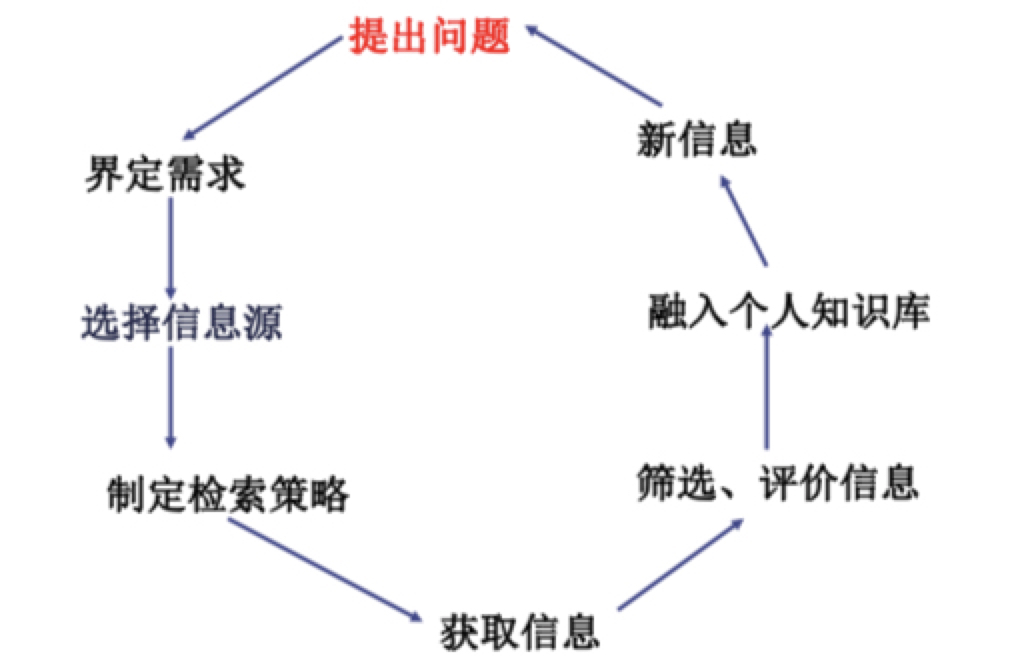 提出问题
界定需求
选择信息源
制定检索策略
获取信息
筛选、评价信息
融入个人知识库
新信息